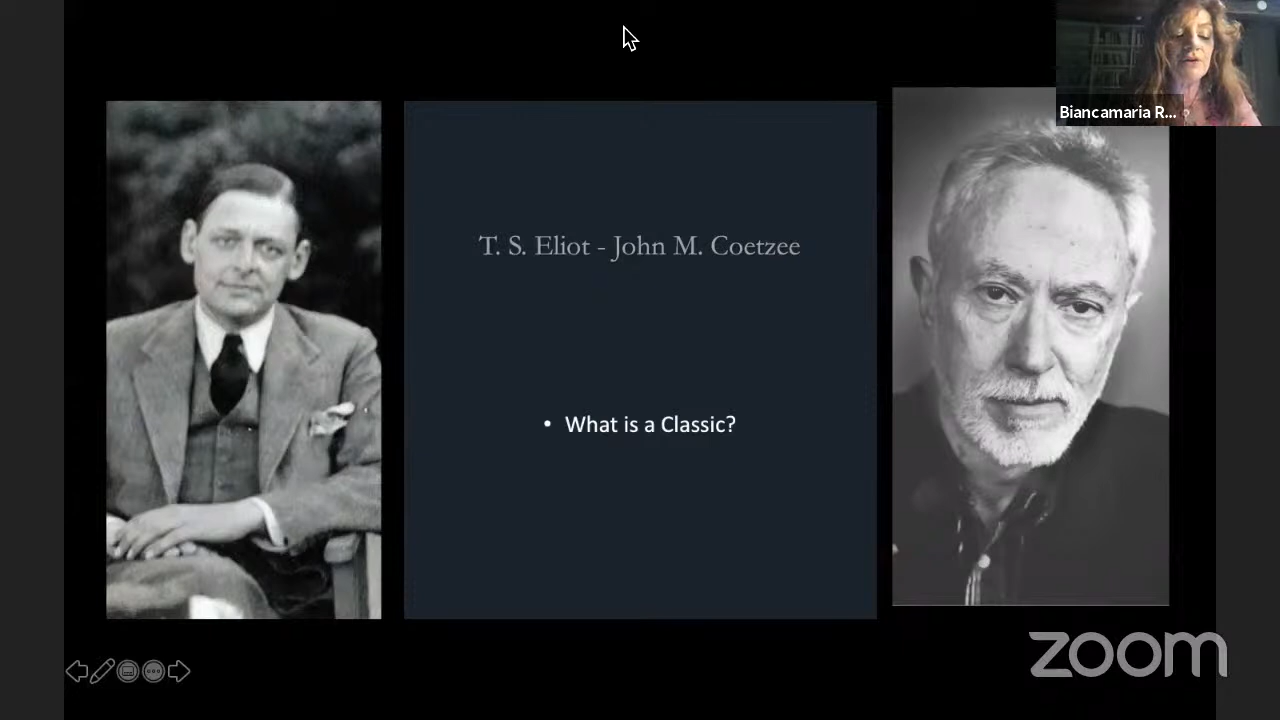 Biancamaria R...
T. S. Eliot - John M. Coetzee
• What is a Classic?
zoom